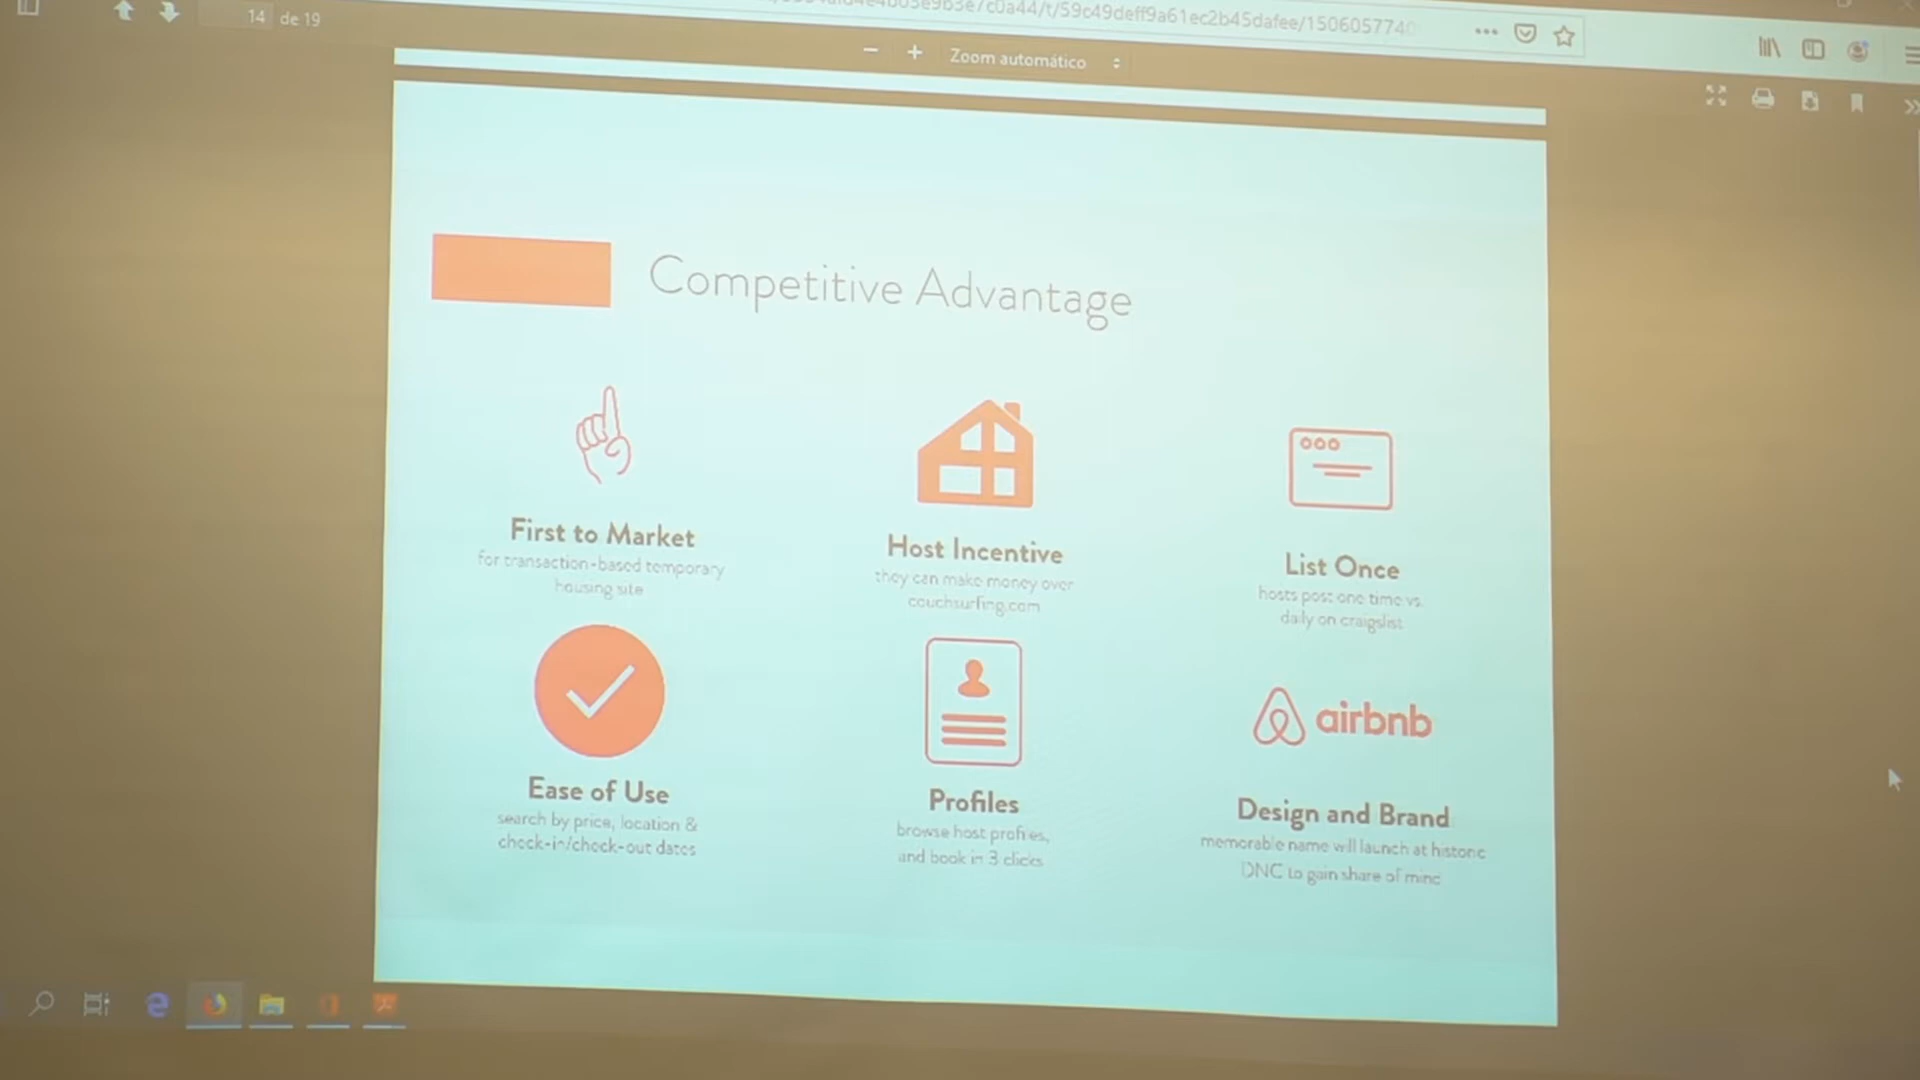 14 de 19
Zoom automático
Competitive Advantage
First to Market
for transaction-based temporary
housing site
Host Incentive
they can make money over
couchsurfing.com
List Once
hosts post one time vs.
daily on craigslist
Ease of Use
search by price, location &
check-in/check-out dates
Profiles
browse host profiles,
and book in 3 clicks
airbnb
Design and Brand
memorable name will launch at historic
DNC to gain share of mind